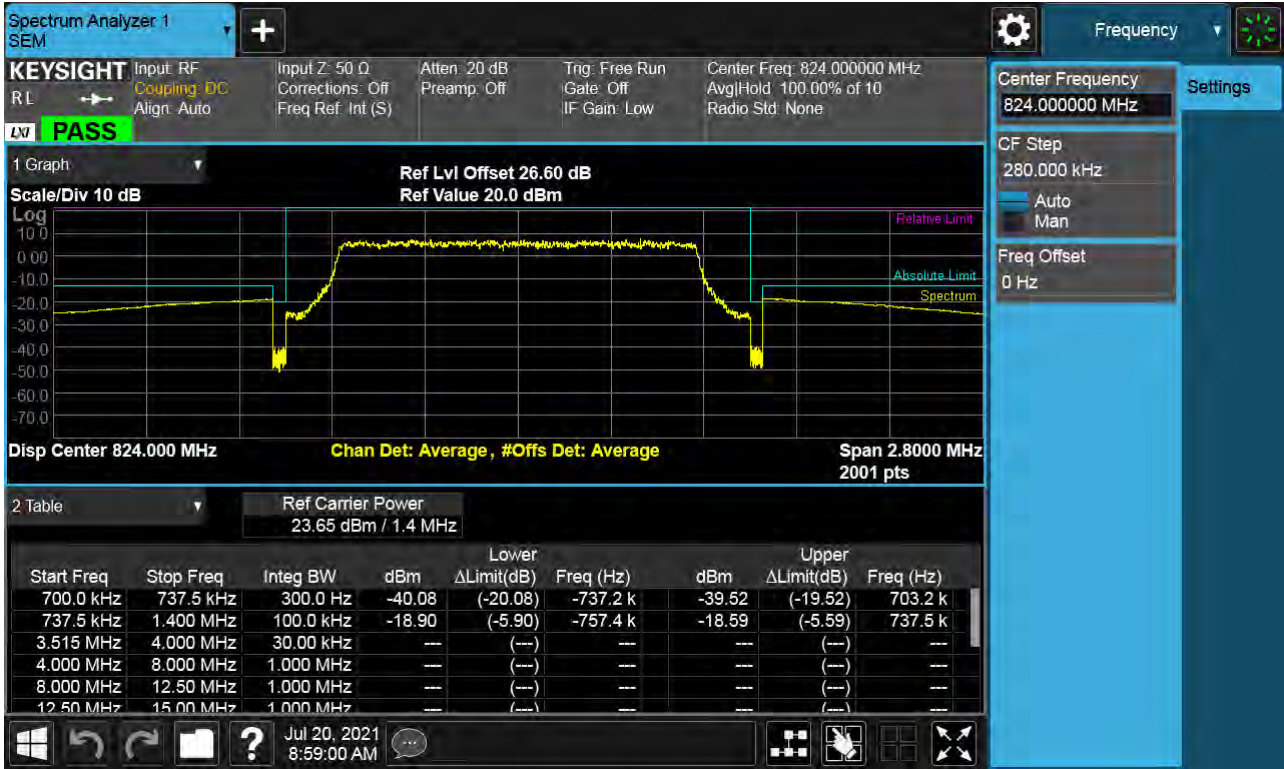 Spectrum Analyzer 1
SEM
Frequency
KEYSIGHT
RL
LXI
PASS
Input: RF
Coupling: DC
Align: Auto
Input Z: 50 Ω
Corrections: Off
Freq Ref: Int (S)
Atten: 20 dB
Preamp: Off
Trig: Free Run
Gate: Off
IF Gain: Low
Center Freq: 824.000000 MHz
Avg|Hold: 100.00% of 10
Radio Std: None
Center Frequency
824.000000 MHz
Settings
CF Step
280.000 kHz
Auto
Man
Freq Offset
0 Hz
1 Graph
Ref Lvl Offset 26.60 dB
Scale/Div 10 dB
Ref Value 20.0 dBm
Log
10.0
0.00
-10.0
-20.0
-30.0
-40.0
-50.0
-60.0
-70.0
Relative Limit
Absolute Limit
Spectrum
Disp Center 824.000 MHz
Chan Det: Average, #Offs Det: Average
Span 2.8000 MHz
2001 pts
2 Table
Ref Carrier Power
23.65 dBm / 1.4 MHz
Lower Upper
Start Freq Stop Freq Integ BW dBm ΔLimit(dB) Freq (Hz) dBm ΔLimit(dB) Freq (Hz)
700.0 kHz 737.5 kHz 300.0 Hz -40.08 (-20.08) -737.2 k -39.52 (-19.52) 703.2 k
737.5 kHz 1.400 MHz 100.0 kHz -18.90 (-5.90) -757.4 k -18.59 (-5.59) 737.5 k
3.515 MHz 4.000 MHz 30.00 kHz --- (---) --- --- (---) ---
4.000 MHz 8.000 MHz 1.000 MHz --- (---) --- --- (---) ---
8.000 MHz 12.50 MHz 1.000 MHz --- (---) --- --- (---) ---
12.50 MHz 15.00 MHz 1.000 MHz --- (---) --- --- (---) ---
?
Jul 20, 2021
8:59:00 AM